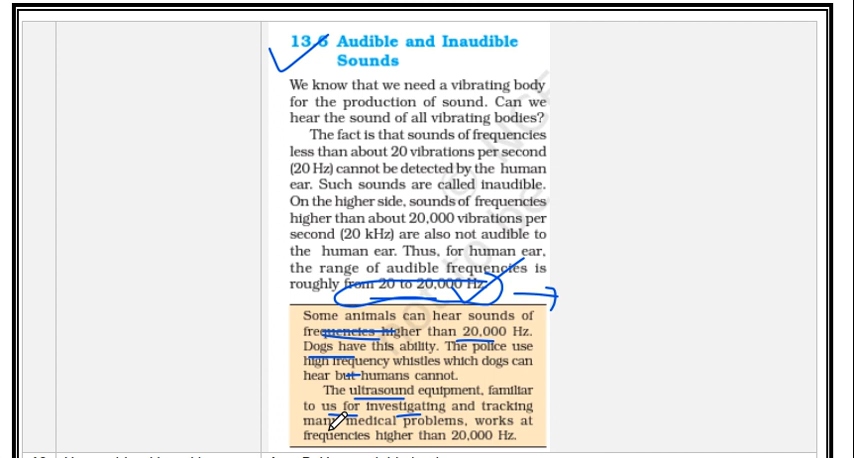 13.6 Audible and Inaudible
Sounds
We know that we need a vibrating body
for the production of sound. Can we
hear the sound of all vibrating bodies?
The fact is that sounds of frequencies
less than about 20 vibrations per second
(20 Hz) cannot be detected by the human
ear. Such sounds are called inaudible.
On the higher side, sounds of frequencies
higher than about 20,000 vibrations per
second (20 kHz) are also not audible to
the human ear. Thus, for human ear,
the range of audible frequencies is
roughly from 20 to 20,000 Hz.
Some animals can hear sounds of
frequencies higher than 20,000 Hz.
Dogs have this ability. The police use
high frequency whistles which dogs can
hear but humans cannot.
The ultrasound equipment, familiar
to us for investigating and tracking
many medical problems, works at
frequencies higher than 20,000 Hz.